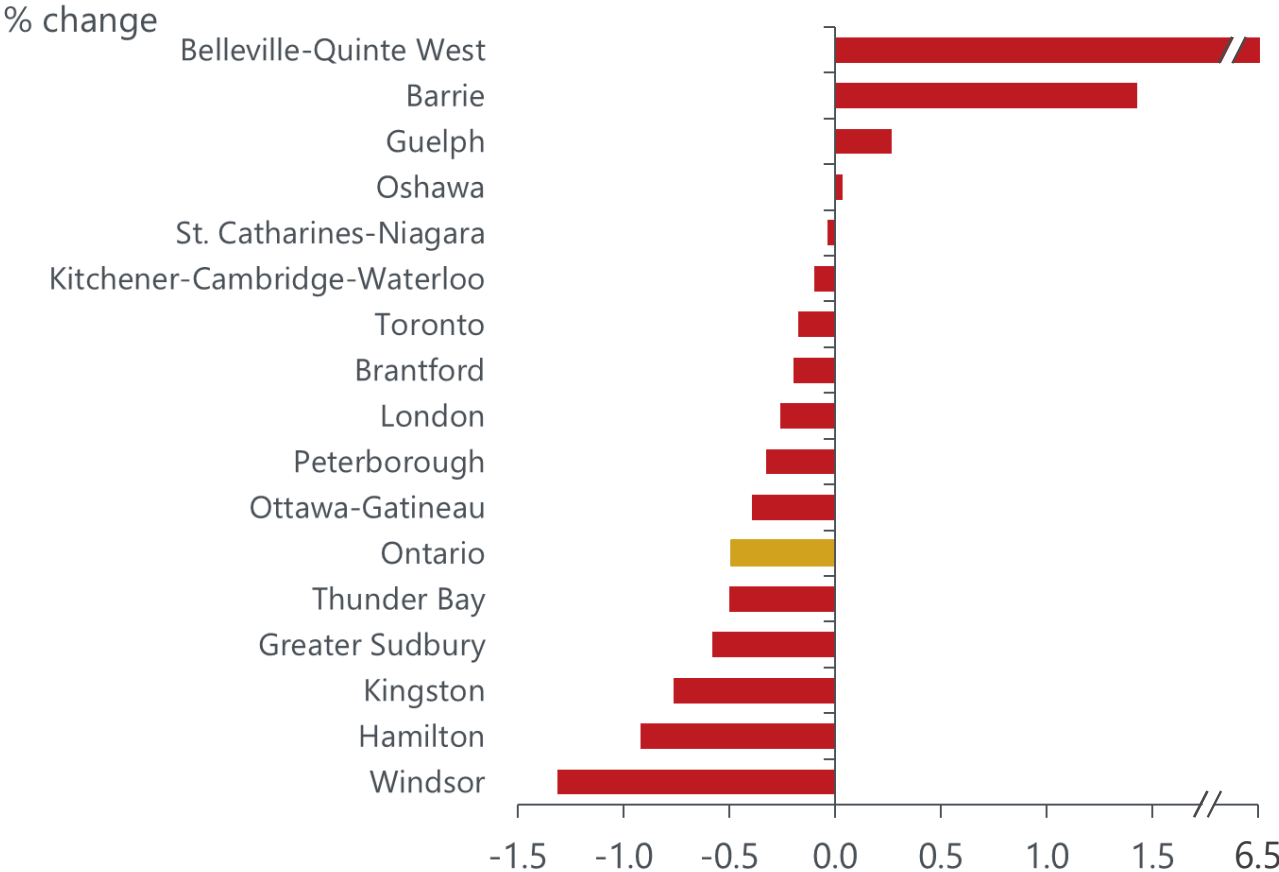 % change
Belleville-Quinte West
Barrie
Guelph
Oshawa
St. Catharines-Niagara
Kitchener-Cambridge-Waterloo
Toronto
Brantford
London
Peterborough
Ottawa-Gatineau
Ontario
Thunder Bay
Greater Sudbury
Kingston
Hamilton
Windsor
-1.5 -1.0 -0.5 0.0 0.5 1.0 1.5 6.5